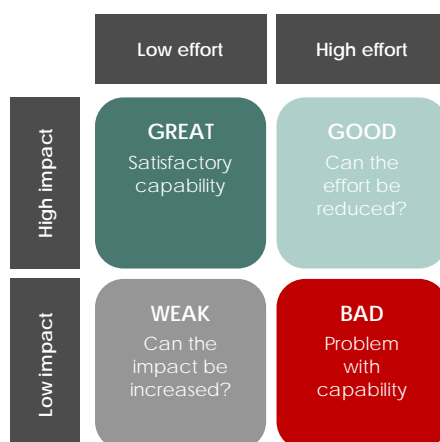 Low effort
High effort
High impact
GREAT
Satisfactory
capability
GOOD
Can the
effort be
reduced?
Low impact
WEAK
Can the
impact be
increased?
BAD
Problem
with
capability